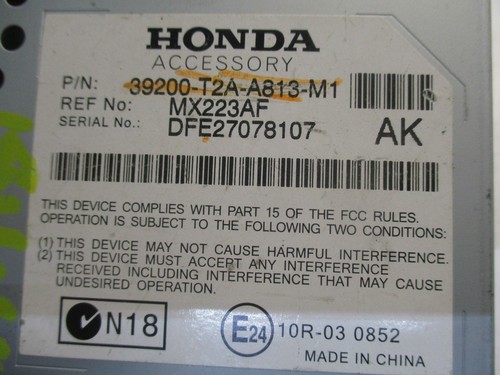 HONDA
ACCESSORY
P/N: 39200-T2A-A813-M1
REF No: MX223AF
SERIAL No.: DFE27078107 AK
THIS DEVICE COMPLIES WITH PART 15 OF THE FCC RULES.
OPERATION IS SUBJECT TO THE FOLLOWING TWO CONDITIONS:
(1) THIS DEVICE MAY NOT CAUSE HARMFUL INTERFERENCE.
(2) THIS DEVICE MUST ACCEPT ANY INTERFERENCE
RECEIVED INCLUDING INTERFERENCE THAT MAY CAUSE
UNDESIRED OPERATION.
N18 E24 10R-03 0852
MADE IN CHINA